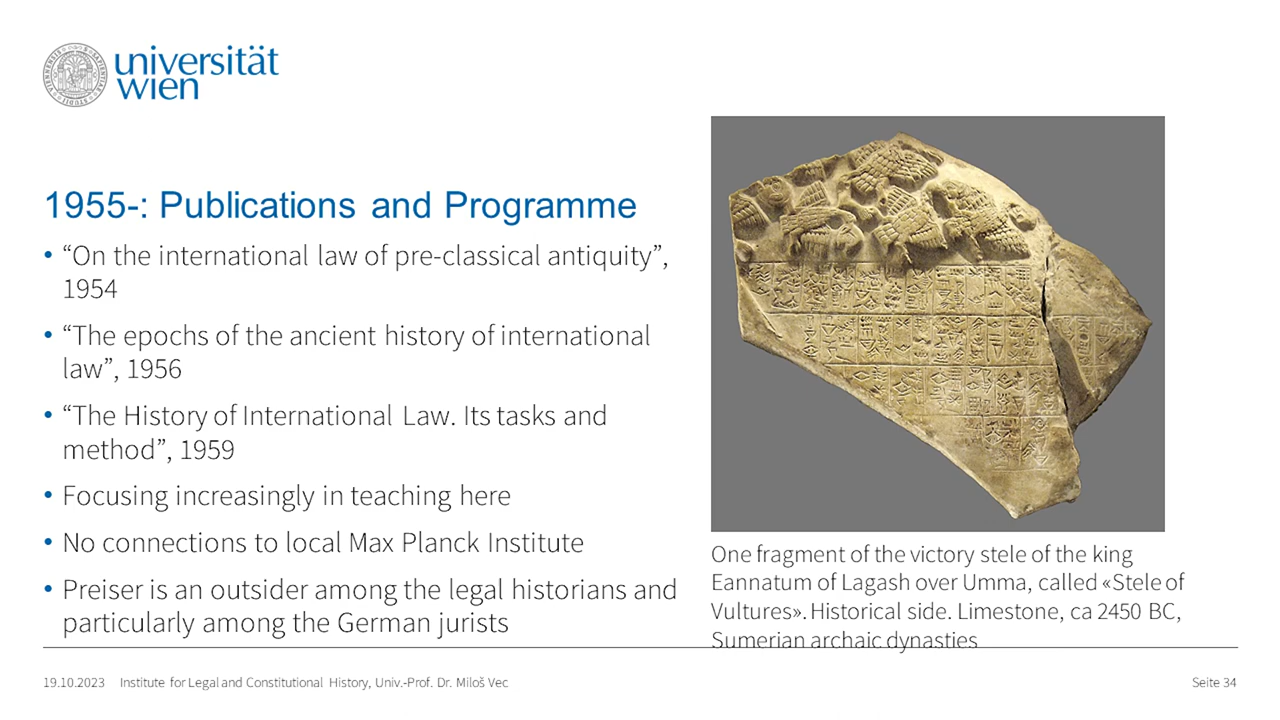 universität
wien
1955-: Publications and Programme
• “On the international law of pre-classical antiquity”,
1954
• “The epochs of the ancient history of international
law”, 1956
• “The History of International Law. Its tasks and
method”, 1959
• Focusing increasingly in teaching here
• No connections to local Max Planck Institute
• Preiser is an outsider among the legal historians and
particularly among the German jurists
One fragment of the victory stele of the king
Eannatum of Lagash over Umma, called «Stele of
Vultures». Historical side. Limestone, ca 2450 BC,
Sumerian archaic dynasties
19.10.2023 Institute for Legal and Constitutional History, Univ.-Prof. Dr. Miloš Vec
Seite 34